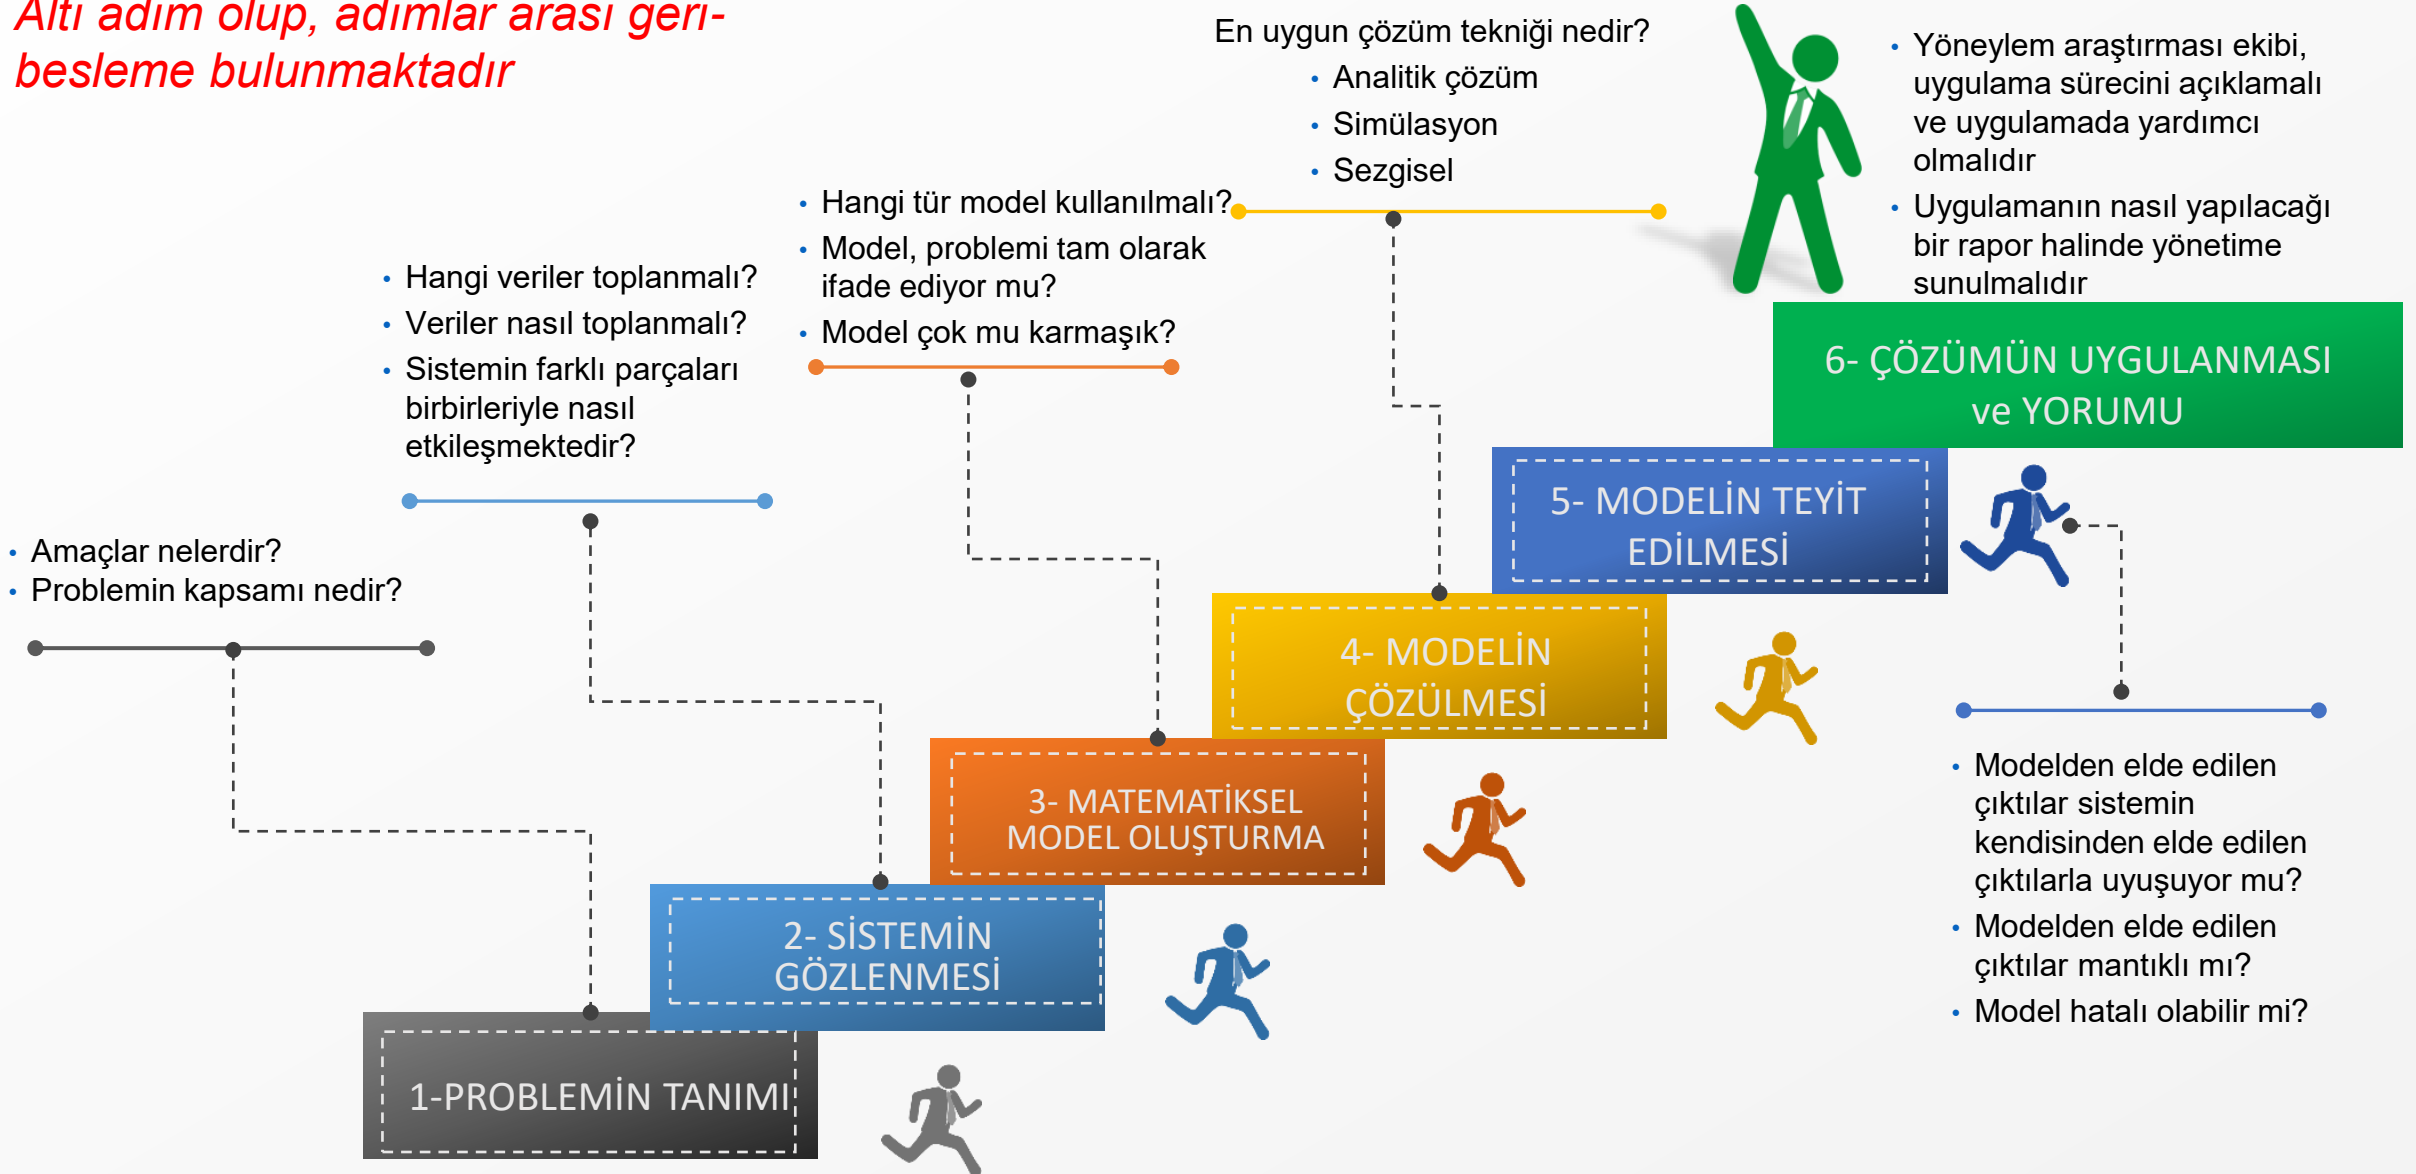 Altı adım olup, adımlar arası geri-
besleme bulunmaktadır
• Amaçlar nelerdir?
• Problemin kapsamı nedir?
1-PROBLEMİN TANIMI
• Hangi veriler toplanmalı?
• Veriler nasıl toplanmalı?
• Sistemin farklı parçaları
birbirleriyle nasıl
etkileşmektedir?
2- SİSTEMİN
GÖZLENMESİ
• Hangi tür model kullanılmalı?
• Model, problemi tam olarak
ifade ediyor mu?
• Model çok mu karmaşık?
3- MATEMATİKSEL
MODEL OLUŞTURMA
En uygun çözüm tekniği nedir?
• Analitik çözüm
• Simülasyon
• Sezgisel
4- MODELİN
ÇÖZÜLMESİ
5- MODELİN TEYİT
EDİLMESİ
• Modelden elde edilen
çıktılar sistemin
kendisinden elde edilen
çıktılarla uyuşuyor mu?
• Modelden elde edilen
çıktılar mantıklı mı?
• Model hatalı olabilir mi?
• Yöneylem araştırması ekibi,
uygulama sürecini açıklamalı
ve uygulamada yardımcı
olmalıdır
• Uygulamanın nasıl yapılacağı
bir rapor halinde yönetime
sunulmalıdır
6- ÇÖZÜMÜN UYGULANMASI
ve YORUMU